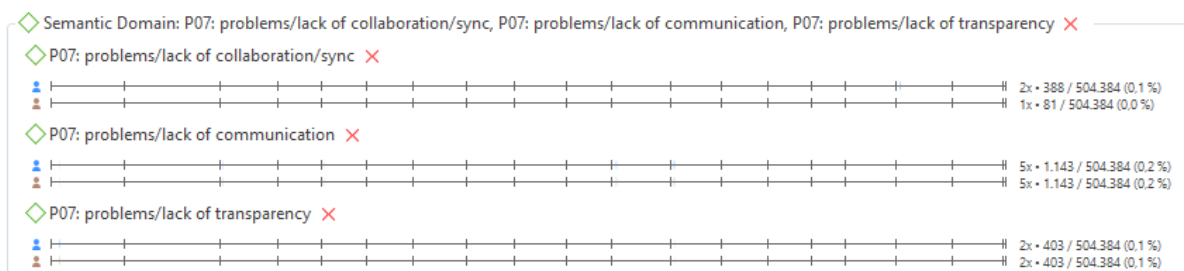 Semantic Domain: P07: problems/lack of collaboration/sync, P07: problems/lack of communication, P07: problems/lack of transparency
P07: problems/lack of collaboration/sync
2x • 388 / 504.384 (0,1 %)
1x • 81 / 504.384 (0,0 %)
P07: problems/lack of communication
5x • 1.143 / 504.384 (0,2 %)
5x • 1.143 / 504.384 (0,2 %)
P07: problems/lack of transparency
2x • 403 / 504.384 (0,1 %)
2x • 403 / 504.384 (0,1 %)